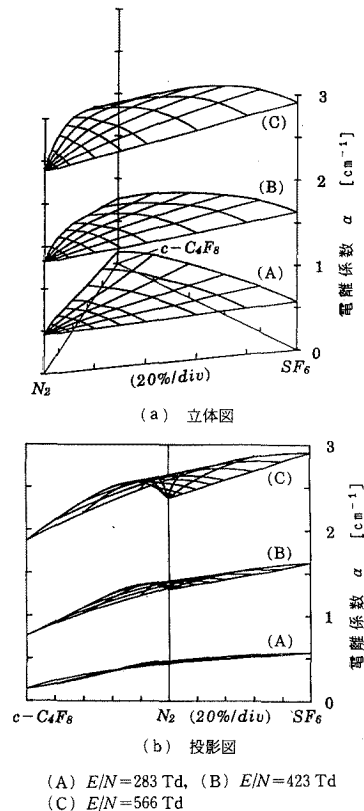 3
(C)
2
(B)
c-C₄F₈
(A)
1
0
電離係数 α [cm⁻¹]
N₂
(20%/div)
SF₆
(a) 立体図
3
(C)
2
(B)
1
(A)
0
電離係数 α [cm⁻¹]
c-C₄F₈
N₂
(20%/div)
SF₆
(b) 投影図
(A) E/N=283 Td, (B) E/N=423 Td
(C) E/N=566 Td